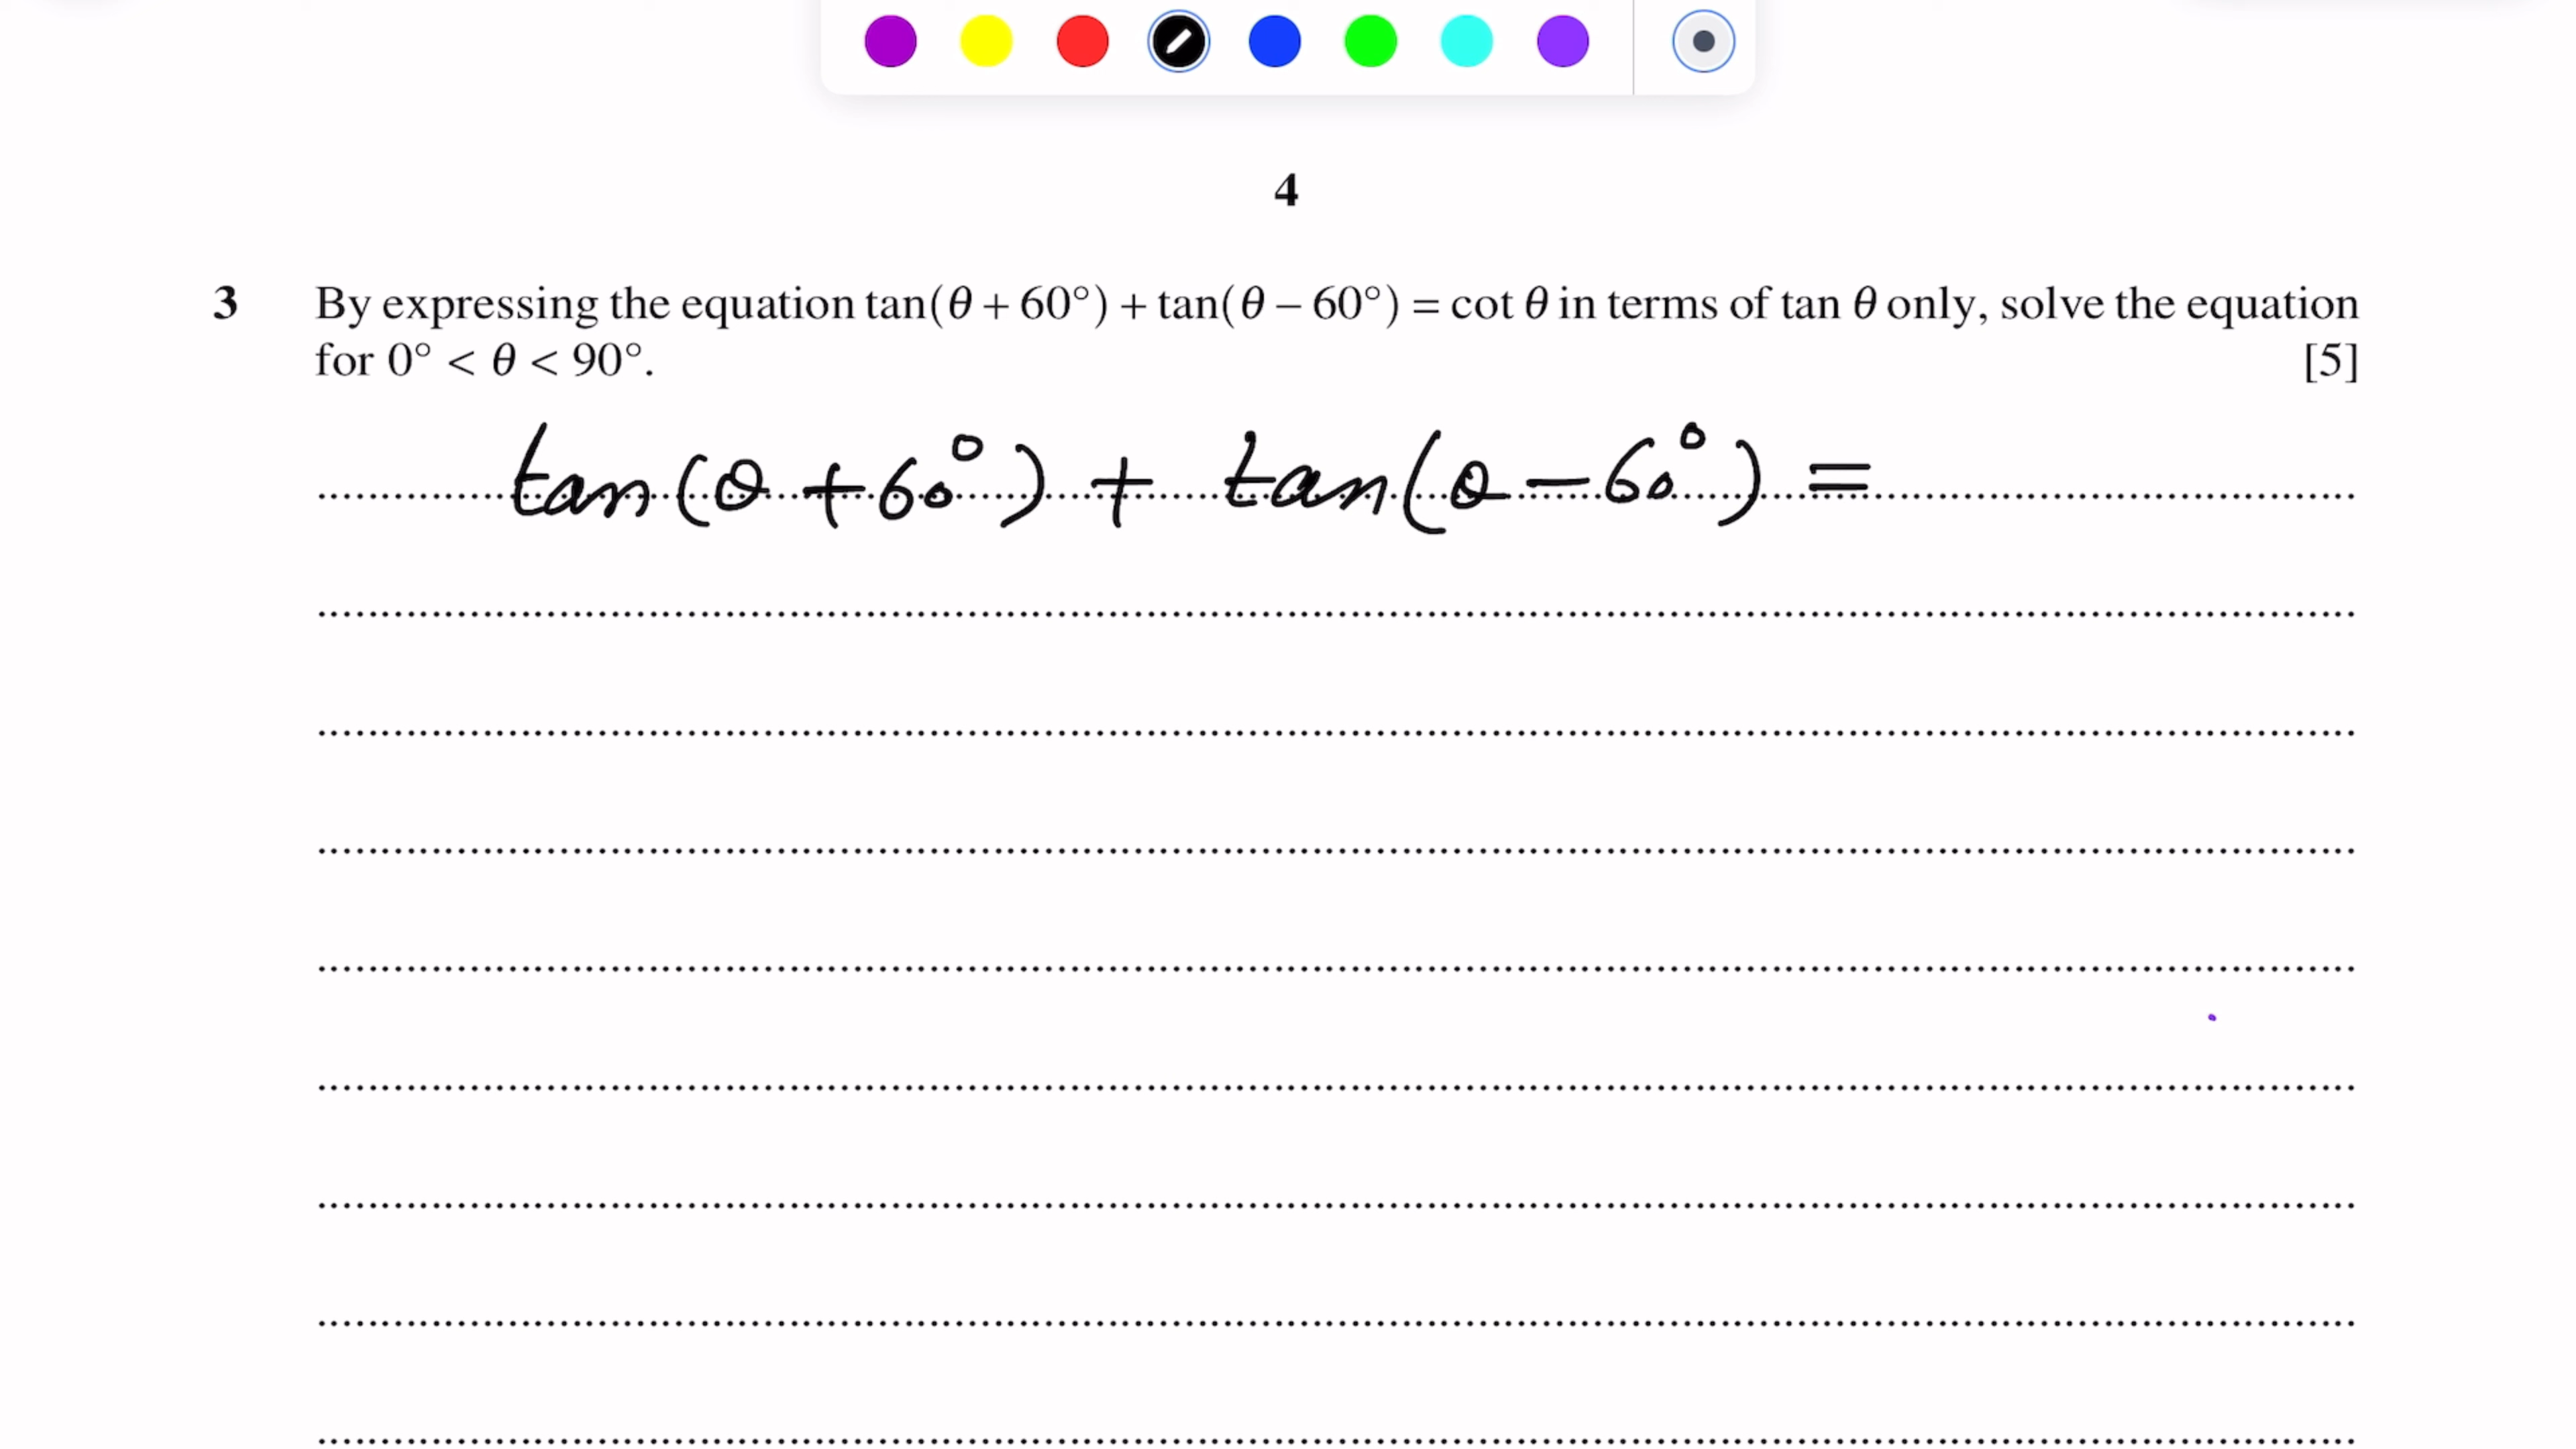 4
3 By expressing the equation tan(θ + 60°) + tan(θ − 60°) = cot θ in terms of tan θ only, solve the equation
for 0° < θ < 90°. [5]
tan(θ + 60°) + tan(θ − 60°) =